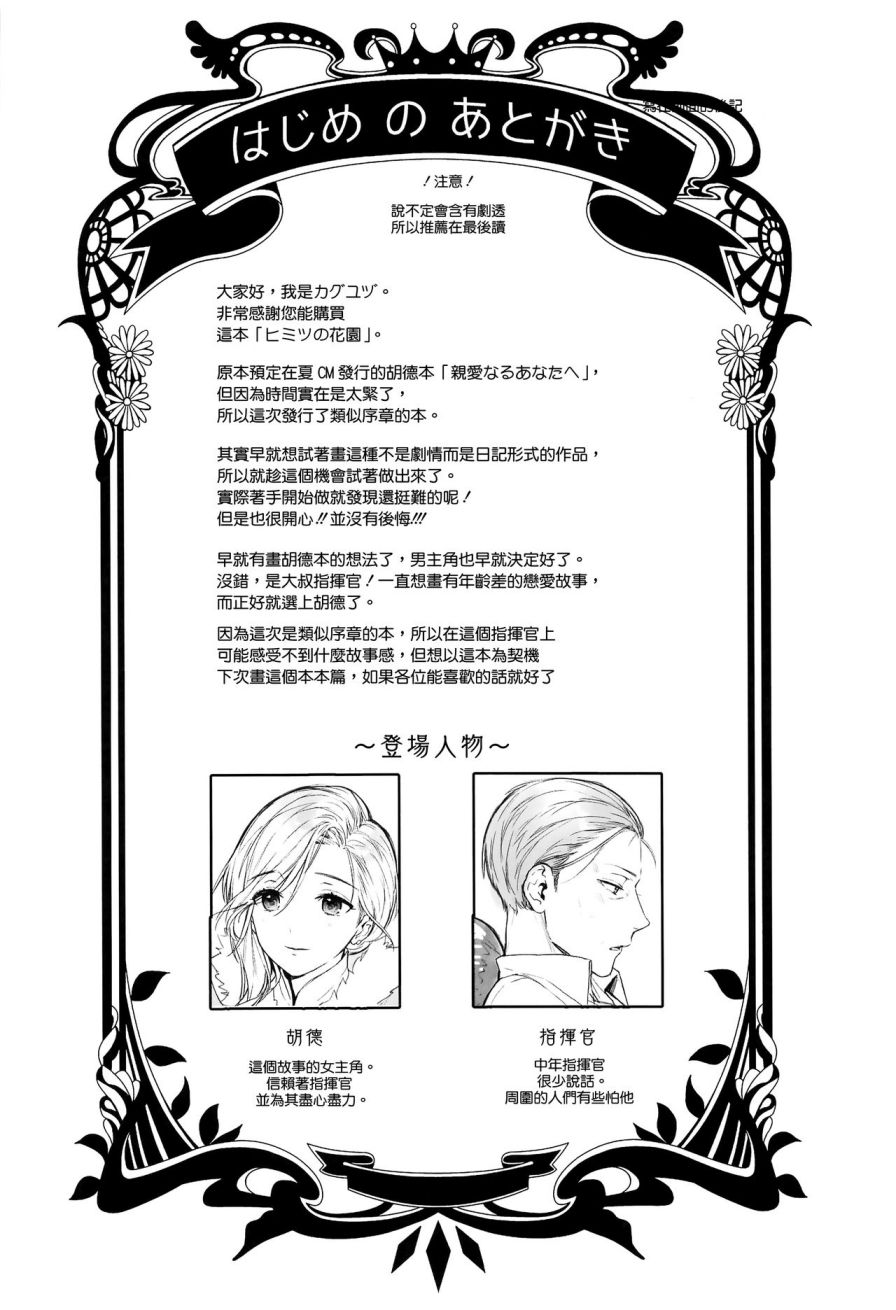 はじめ の あとがき
！注意！
說不定會含有劇透
所以推薦在最後讀
大家好，我是カグユヅ。
非常感謝您能購買
這本「ヒミツの花園」。
原本預定在夏 CM 發行的胡德本「親愛なるあなたへ」，
但因為時間實在是太緊了，
所以這次發行了類似序章的本。
其實早就想試著畫這種不是劇情而是日記形式的作品，
所以就趁這個機會試著做出來了。
實際著手開始做就發現還挺難的呢！
但是也很開心!!並沒有後悔!!!
早就有畫胡德本的想法了，男主角也早就決定好了。
沒錯，是大叔指揮官！一直想畫有年齡差的戀愛故事，
而正好就選上胡德了。
因為這次是類似序章的本，所以在這個指揮官上
可能感受不到什麼故事感，但想以這本為契機
下次畫這個本本篇，如果各位能喜歡的話就好了
～登場人物～
胡德
這個故事的女主角。
信賴著指揮官
並為其盡心盡力。
指揮官
中年指揮官
很少說話。
周圍的人們有些怕他